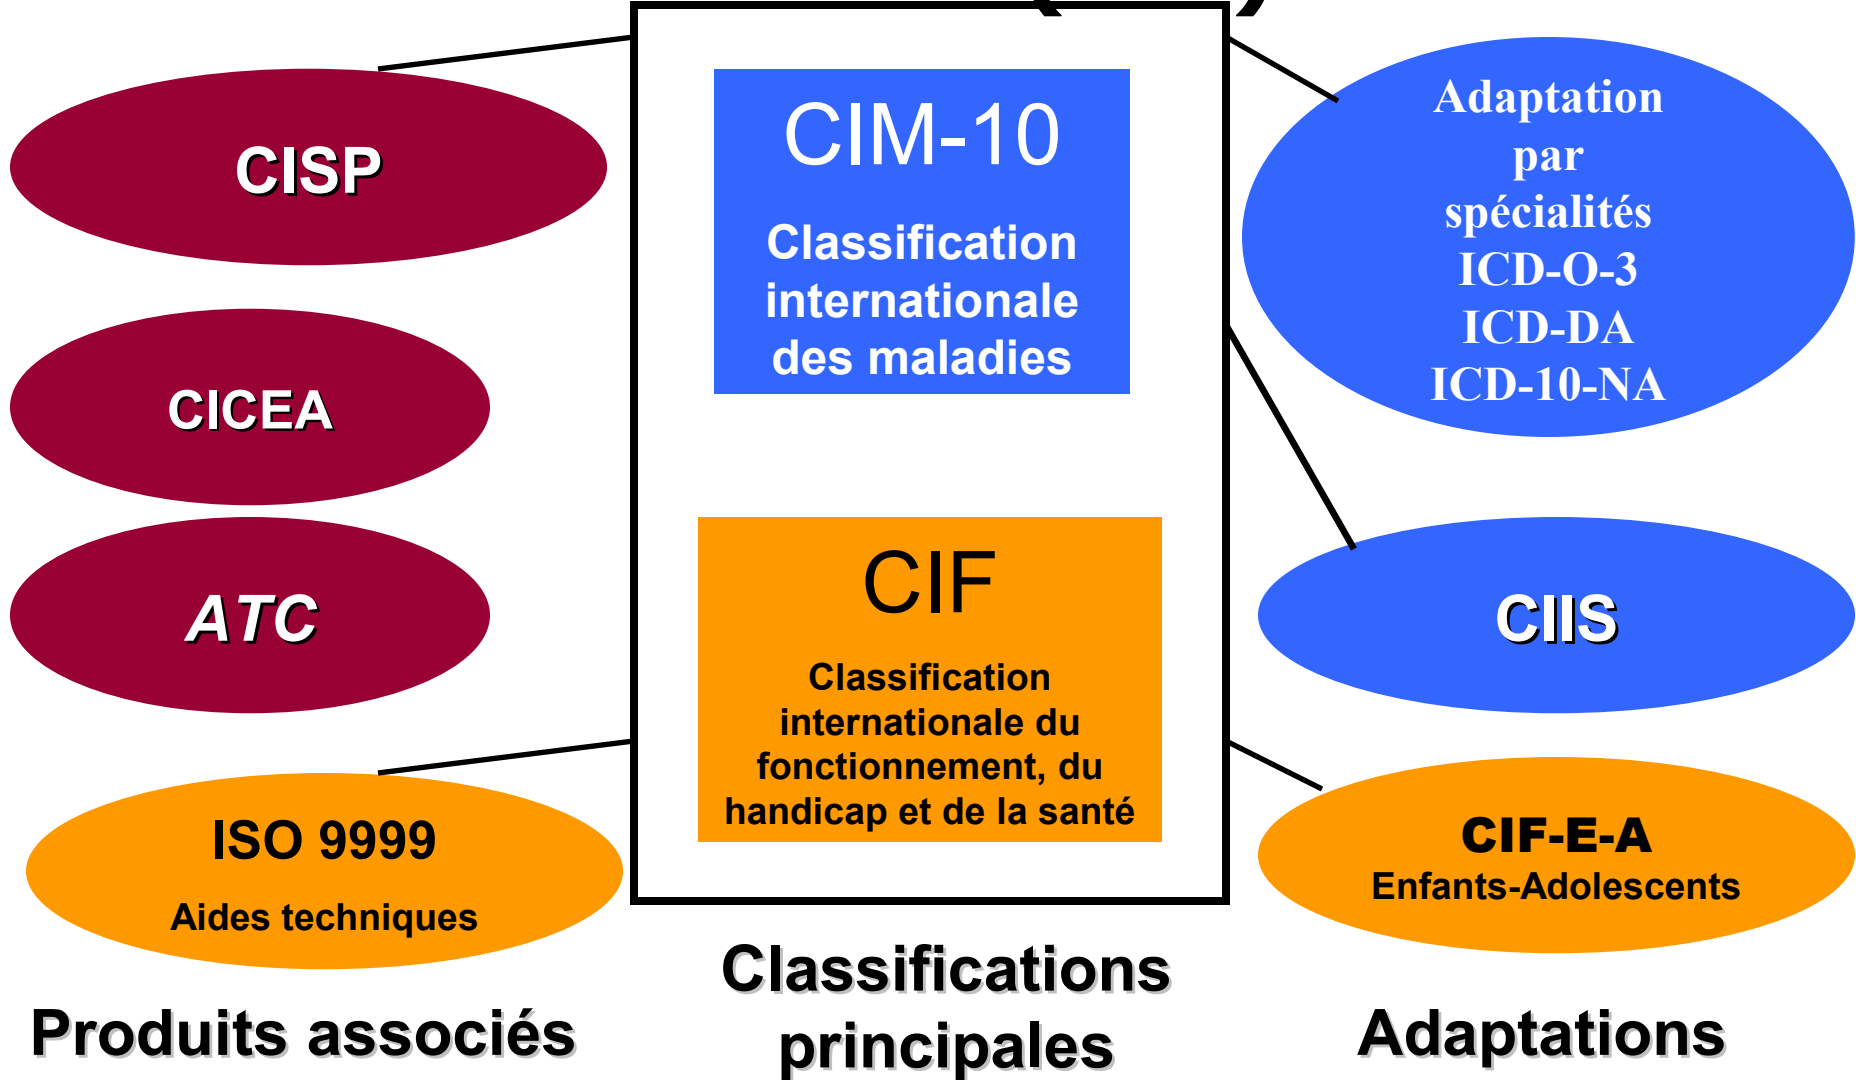 CISP
CICEA
ATC
ISO 9999
Aides techniques
Produits associés
CIM-10
Classification
internationale
des maladies
CIF
Classification
internationale du
fonctionnement, du
handicap et de la santé
Classifications
principales
Adaptation
par
spécialités
ICD-O-3
ICD-DA
ICD-10-NA
CIIS
CIF-E-A
Enfants-Adolescents
Adaptations